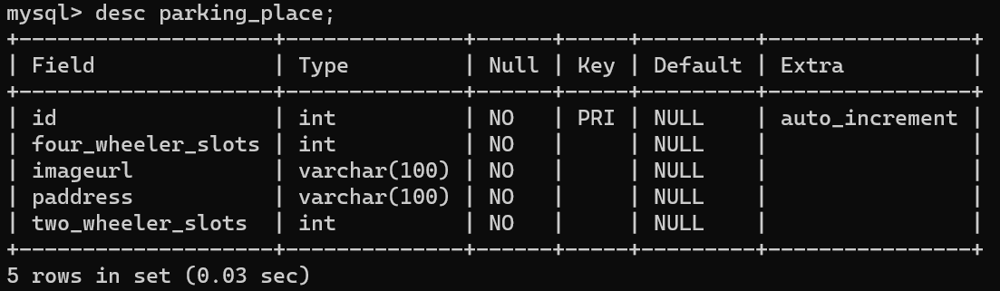 mysql> desc parking_place;
+--------------------+--------------+------+-----+---------+----------------+
| Field              | Type         | Null | Key | Default | Extra          |
+--------------------+--------------+------+-----+---------+----------------+
| id                 | int          | NO   | PRI | NULL    | auto_increment |
| four_wheeler_slots | int          | NO   |     | NULL    |                |
| imageurl           | varchar(100) | NO   |     | NULL    |                |
| paddress           | varchar(100) | NO   |     | NULL    |                |
| two_wheeler_slots  | int          | NO   |     | NULL    |                |
+--------------------+--------------+------+-----+---------+----------------+
5 rows in set (0.03 sec)